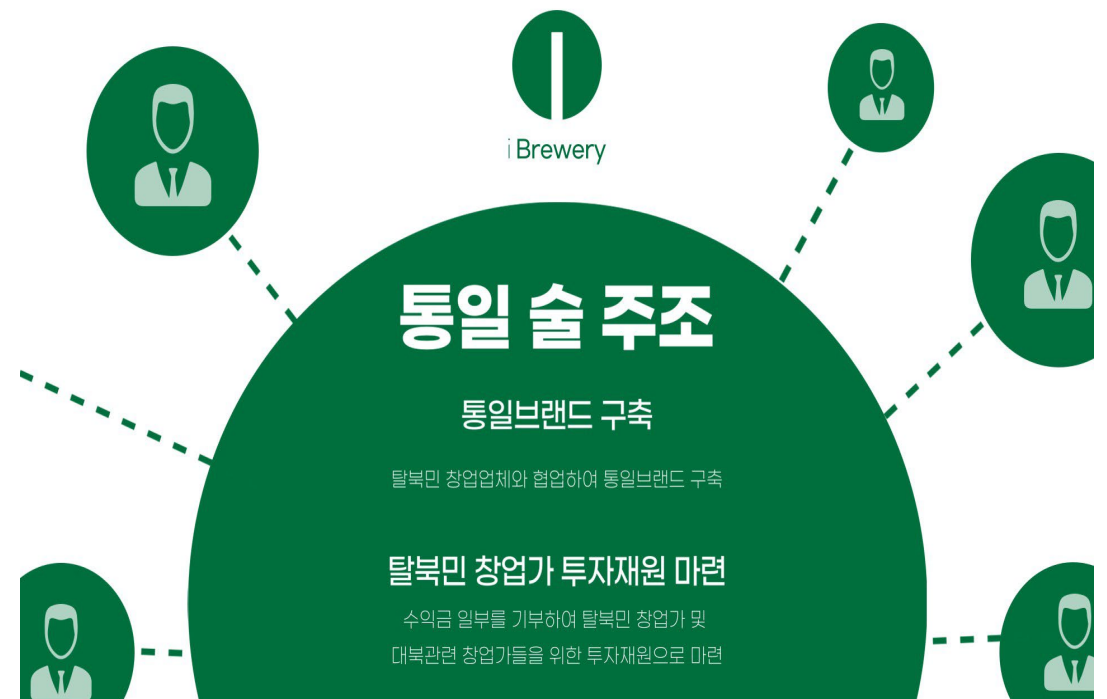 i Brewery
통일 술 주조
통일브랜드 구축
탈북민 창업업체와 협업하여 통일브랜드 구축
탈북민 창업가 투자재원 마련
수익금 일부를 기부하여 탈북민 창업가 및
대북관련 창업가들을 위한 투자재원으로 마련